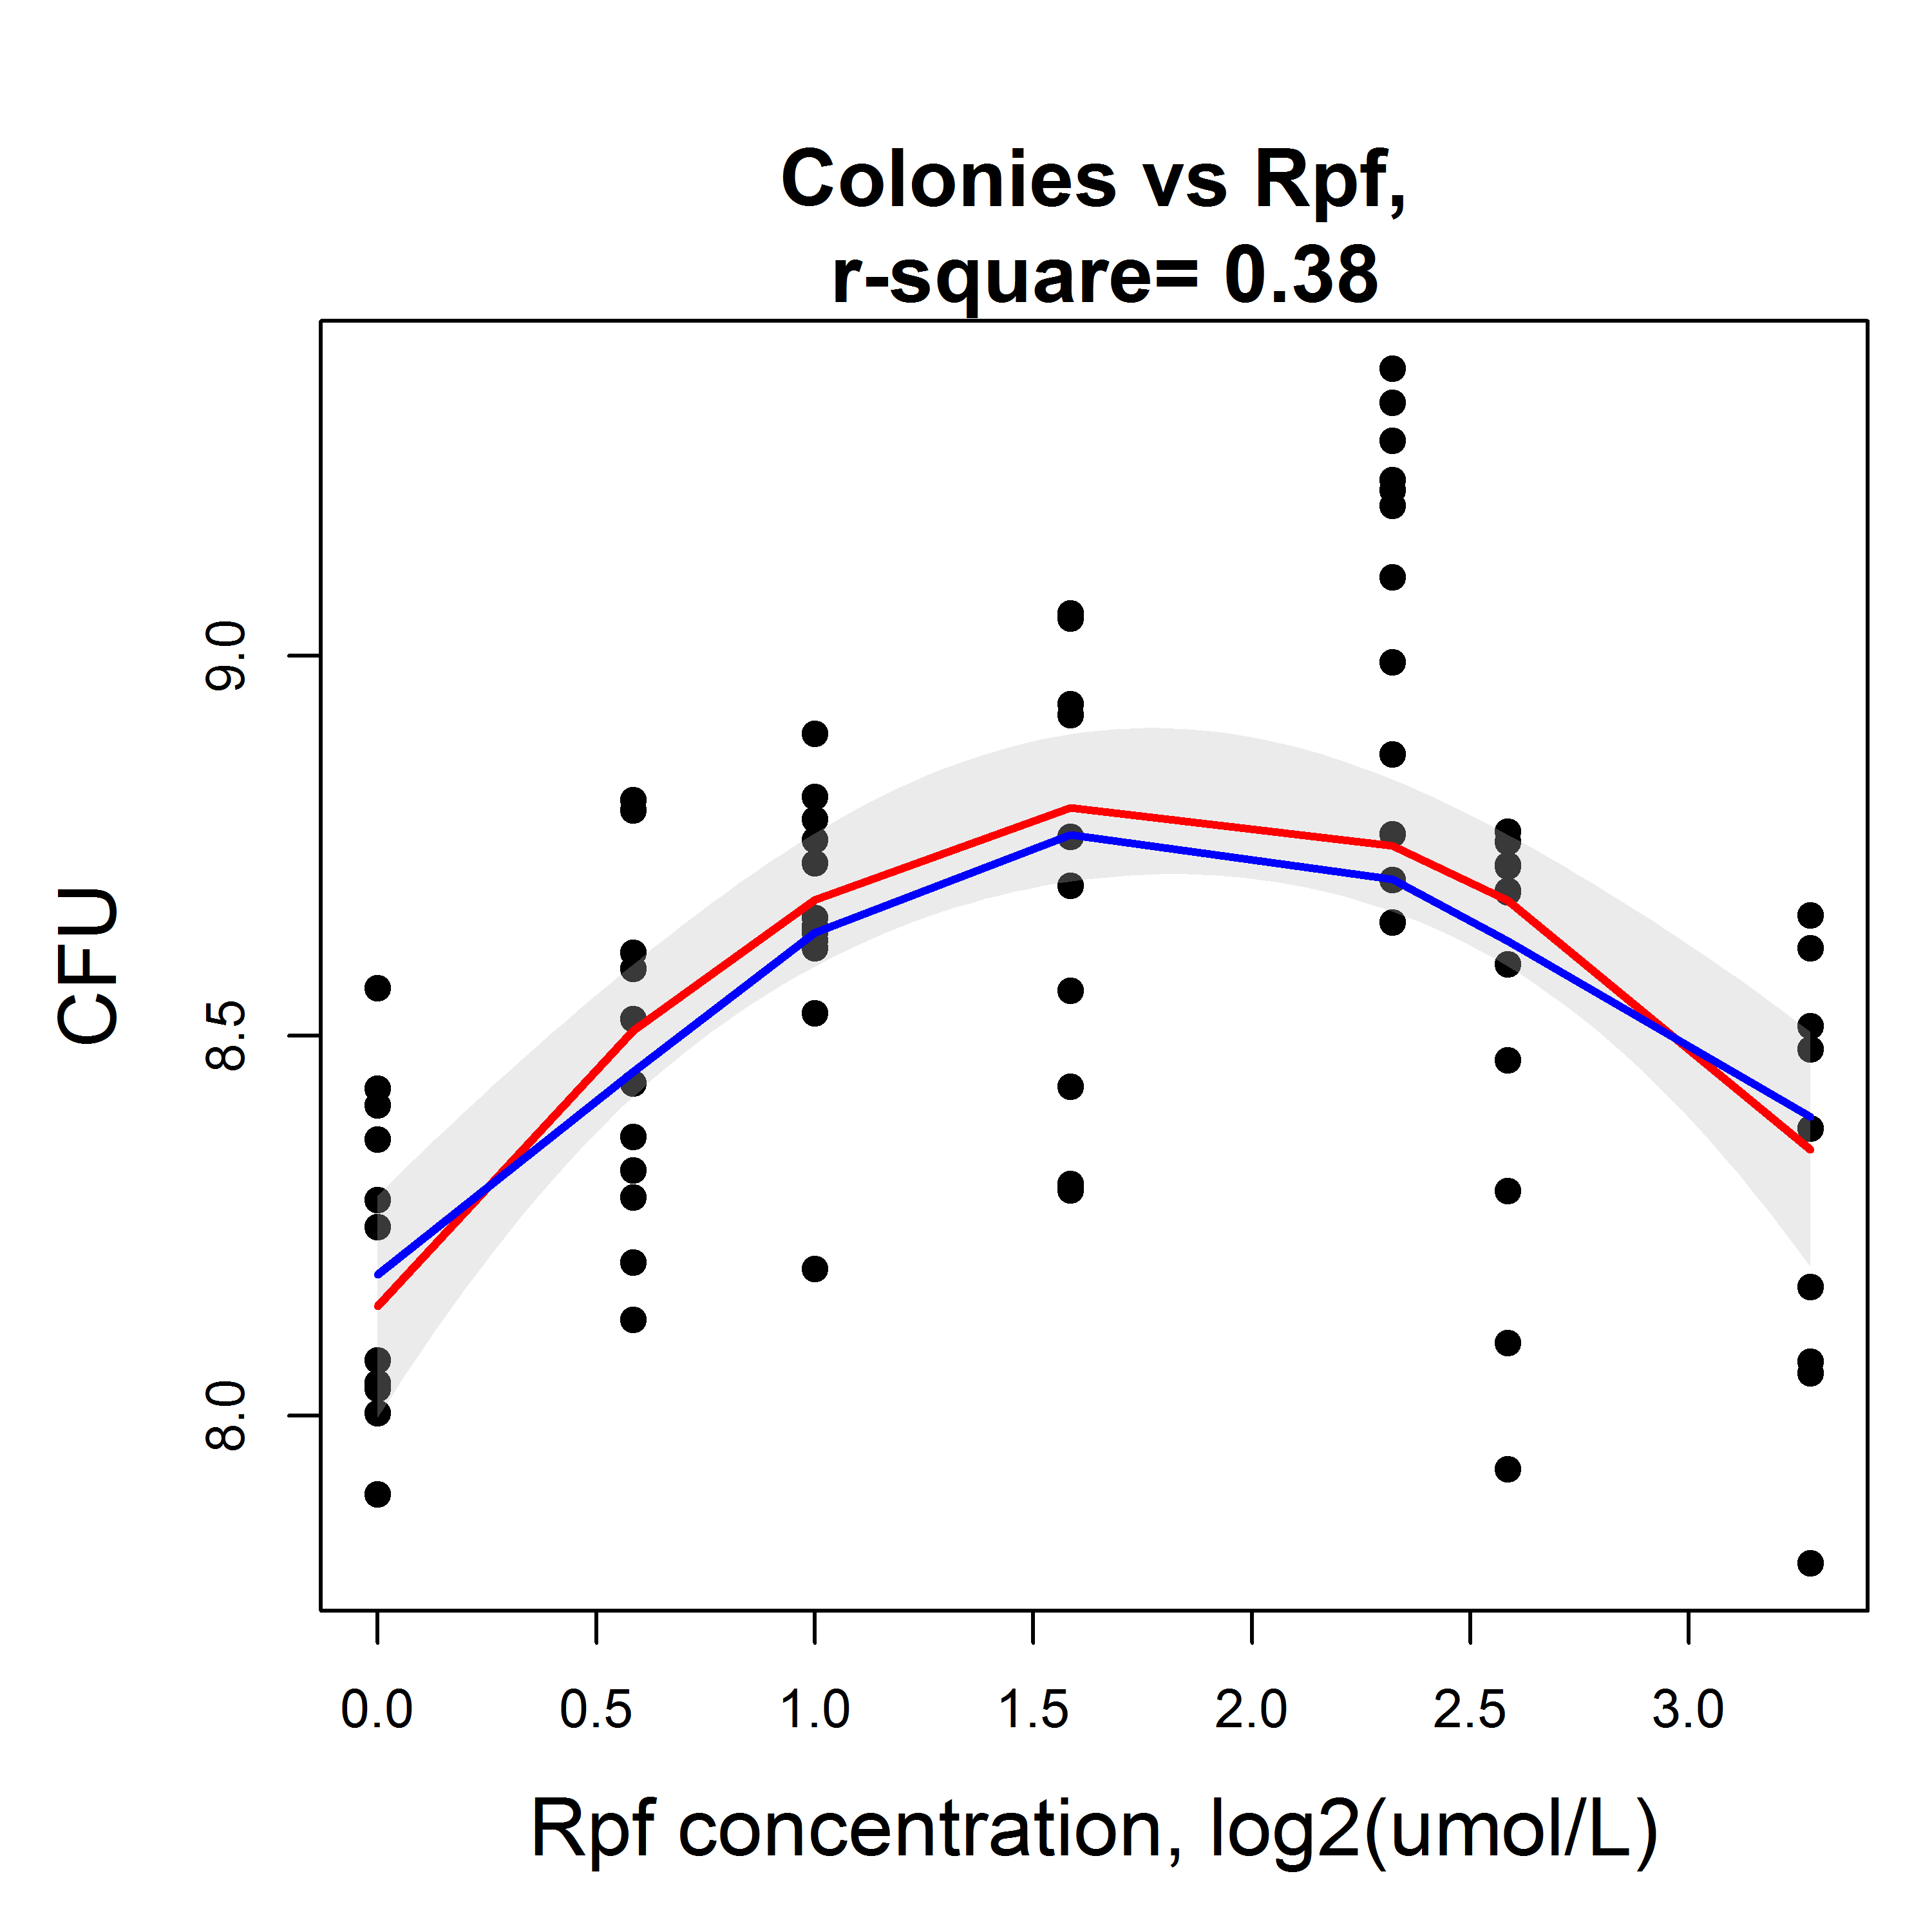 Colonies vs Rpf,
r-square= 0.38
CFU
9.0
8.5
8.0
0.0 0.5 1.0 1.5 2.0 2.5 3.0
Rpf concentration, log2(umol/L)